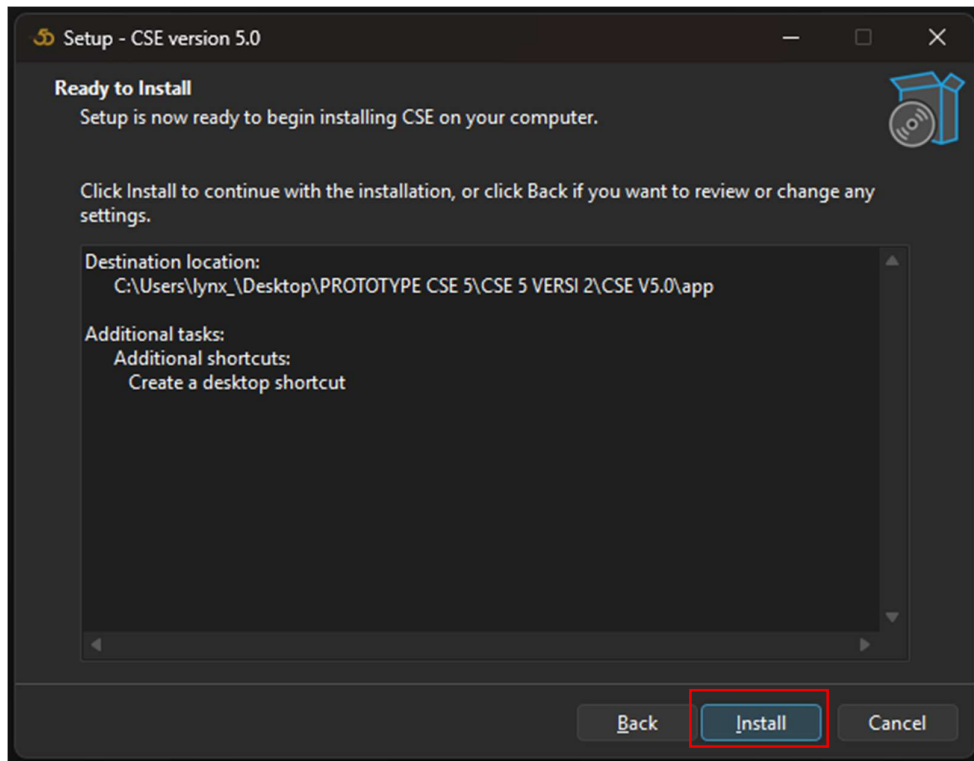 Setup - CSE version 5.0
Ready to Install
Setup is now ready to begin installing CSE on your computer.
Click Install to continue with the installation, or click Back if you want to review or change any
settings.
Destination location:
C:\Users\lynx_\Desktop\PROTOTYPE CSE 5\CSE 5 VERSI 2\CSE V5.0\app
Additional tasks:
Additional shortcuts:
Create a desktop shortcut
Back
Install
Cancel